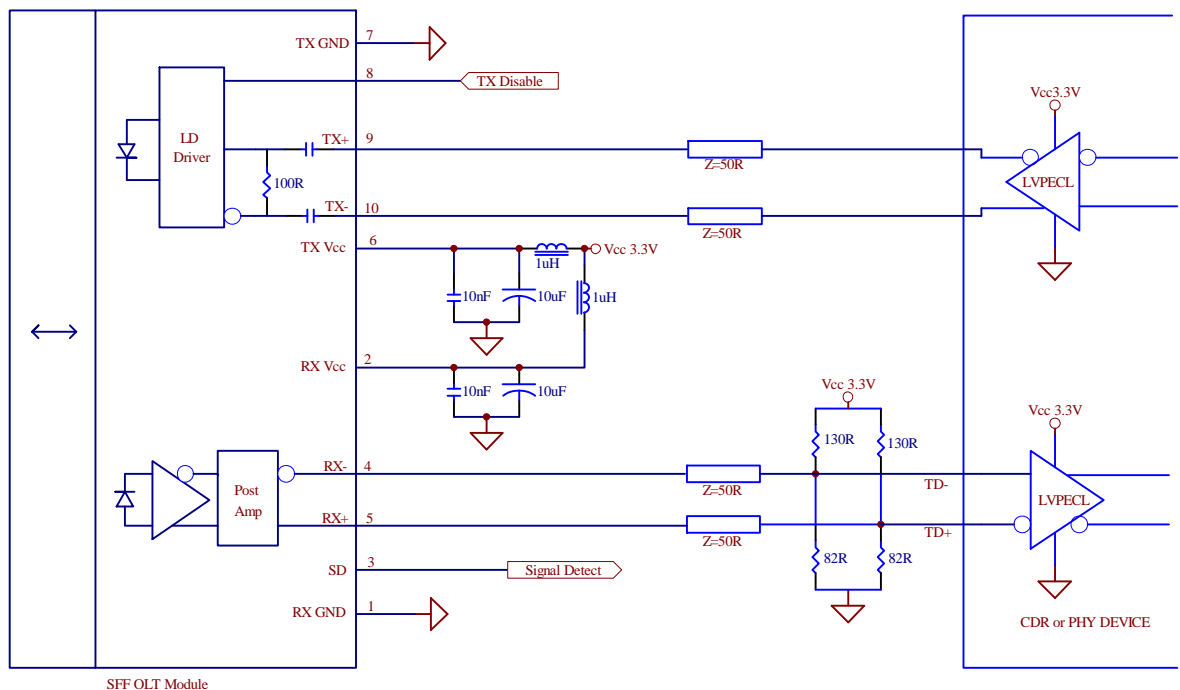 TX GND 7
8 TX Disable
Vcc3.3V
LD Driver
TX+ 9
Z=50R
LVPECL
100R
TX- 10
Z=50R
TX Vcc 6
1uH
Vcc 3.3V
10nF
10uF
1uH
RX Vcc 2
10nF
10uF
Vcc 3.3V
Vcc 3.3V
130R
130R
RX- 4
Z=50R
TD-
Post Amp
LVPECL
RX+ 5
Z=50R
TD+
SD 3
Signal Detect
82R
82R
RX GND 1
CDR or PHY DEVICE
SFF OLT Module